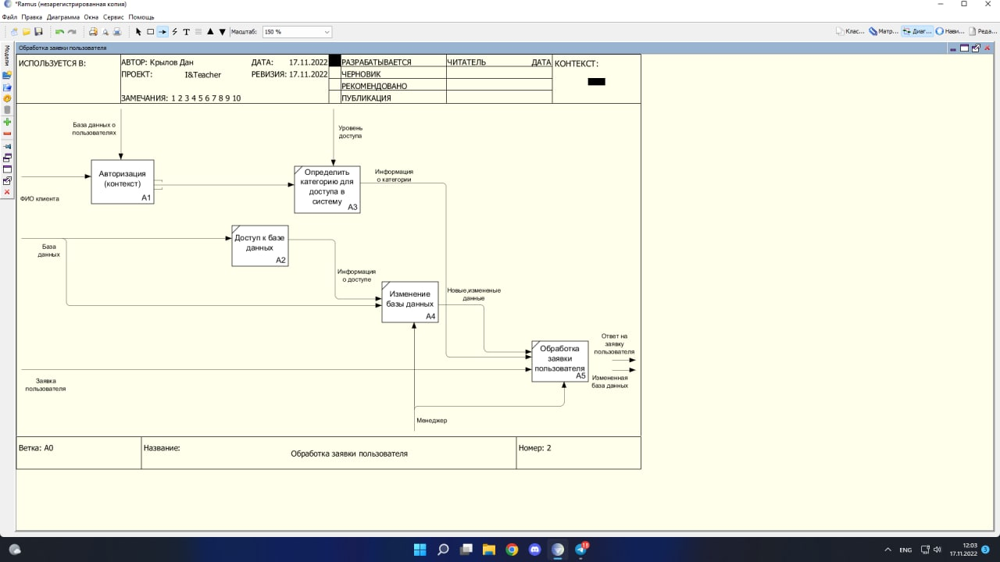 *Ramus (незарегистрированная копия)
Файл Правка Диаграмма Окна Сервис Помощь
Масштаб: 150 %
Клас... Матр... Диаг... Нави... Реда...
Обработка заявки пользователя
Модели
ИСПОЛЬЗУЕТСЯ В:
АВТОР: Крылов Дан
ДАТА: 17.11.2022
ПРОЕКТ: I&Teacher
РЕВИЗИЯ: 17.11.2022
ЗАМЕЧАНИЯ: 1 2 3 4 5 6 7 8 9 10
РАЗРАБАТЫВАЕТСЯ
ЧЕРНОВИК
РЕКОМЕНДОВАНО
ПУБЛИКАЦИЯ
ЧИТАТЕЛЬ ДАТА
КОНТЕКСТ:
База данных о
пользователях
Уровень
доступа
Авторизация
(контекст)
A1
Определить
категорию для
доступа в
систему
A3
Информация
о категории
ФИО клиента
База
данных
Доступ к базе
данных
A2
Информация
о доступе
Изменение
базы данных
A4
Новые,измененые
данные
Обработка
заявки
пользователя
A5
Ответ на
заявку
пользователя
Измененная
база данных
Заявка
пользователя
Менеджер
Ветка: A0
Название:
Обработка заявки пользователя
Номер: 2
18
ENG
12:03
17.11.2022
3